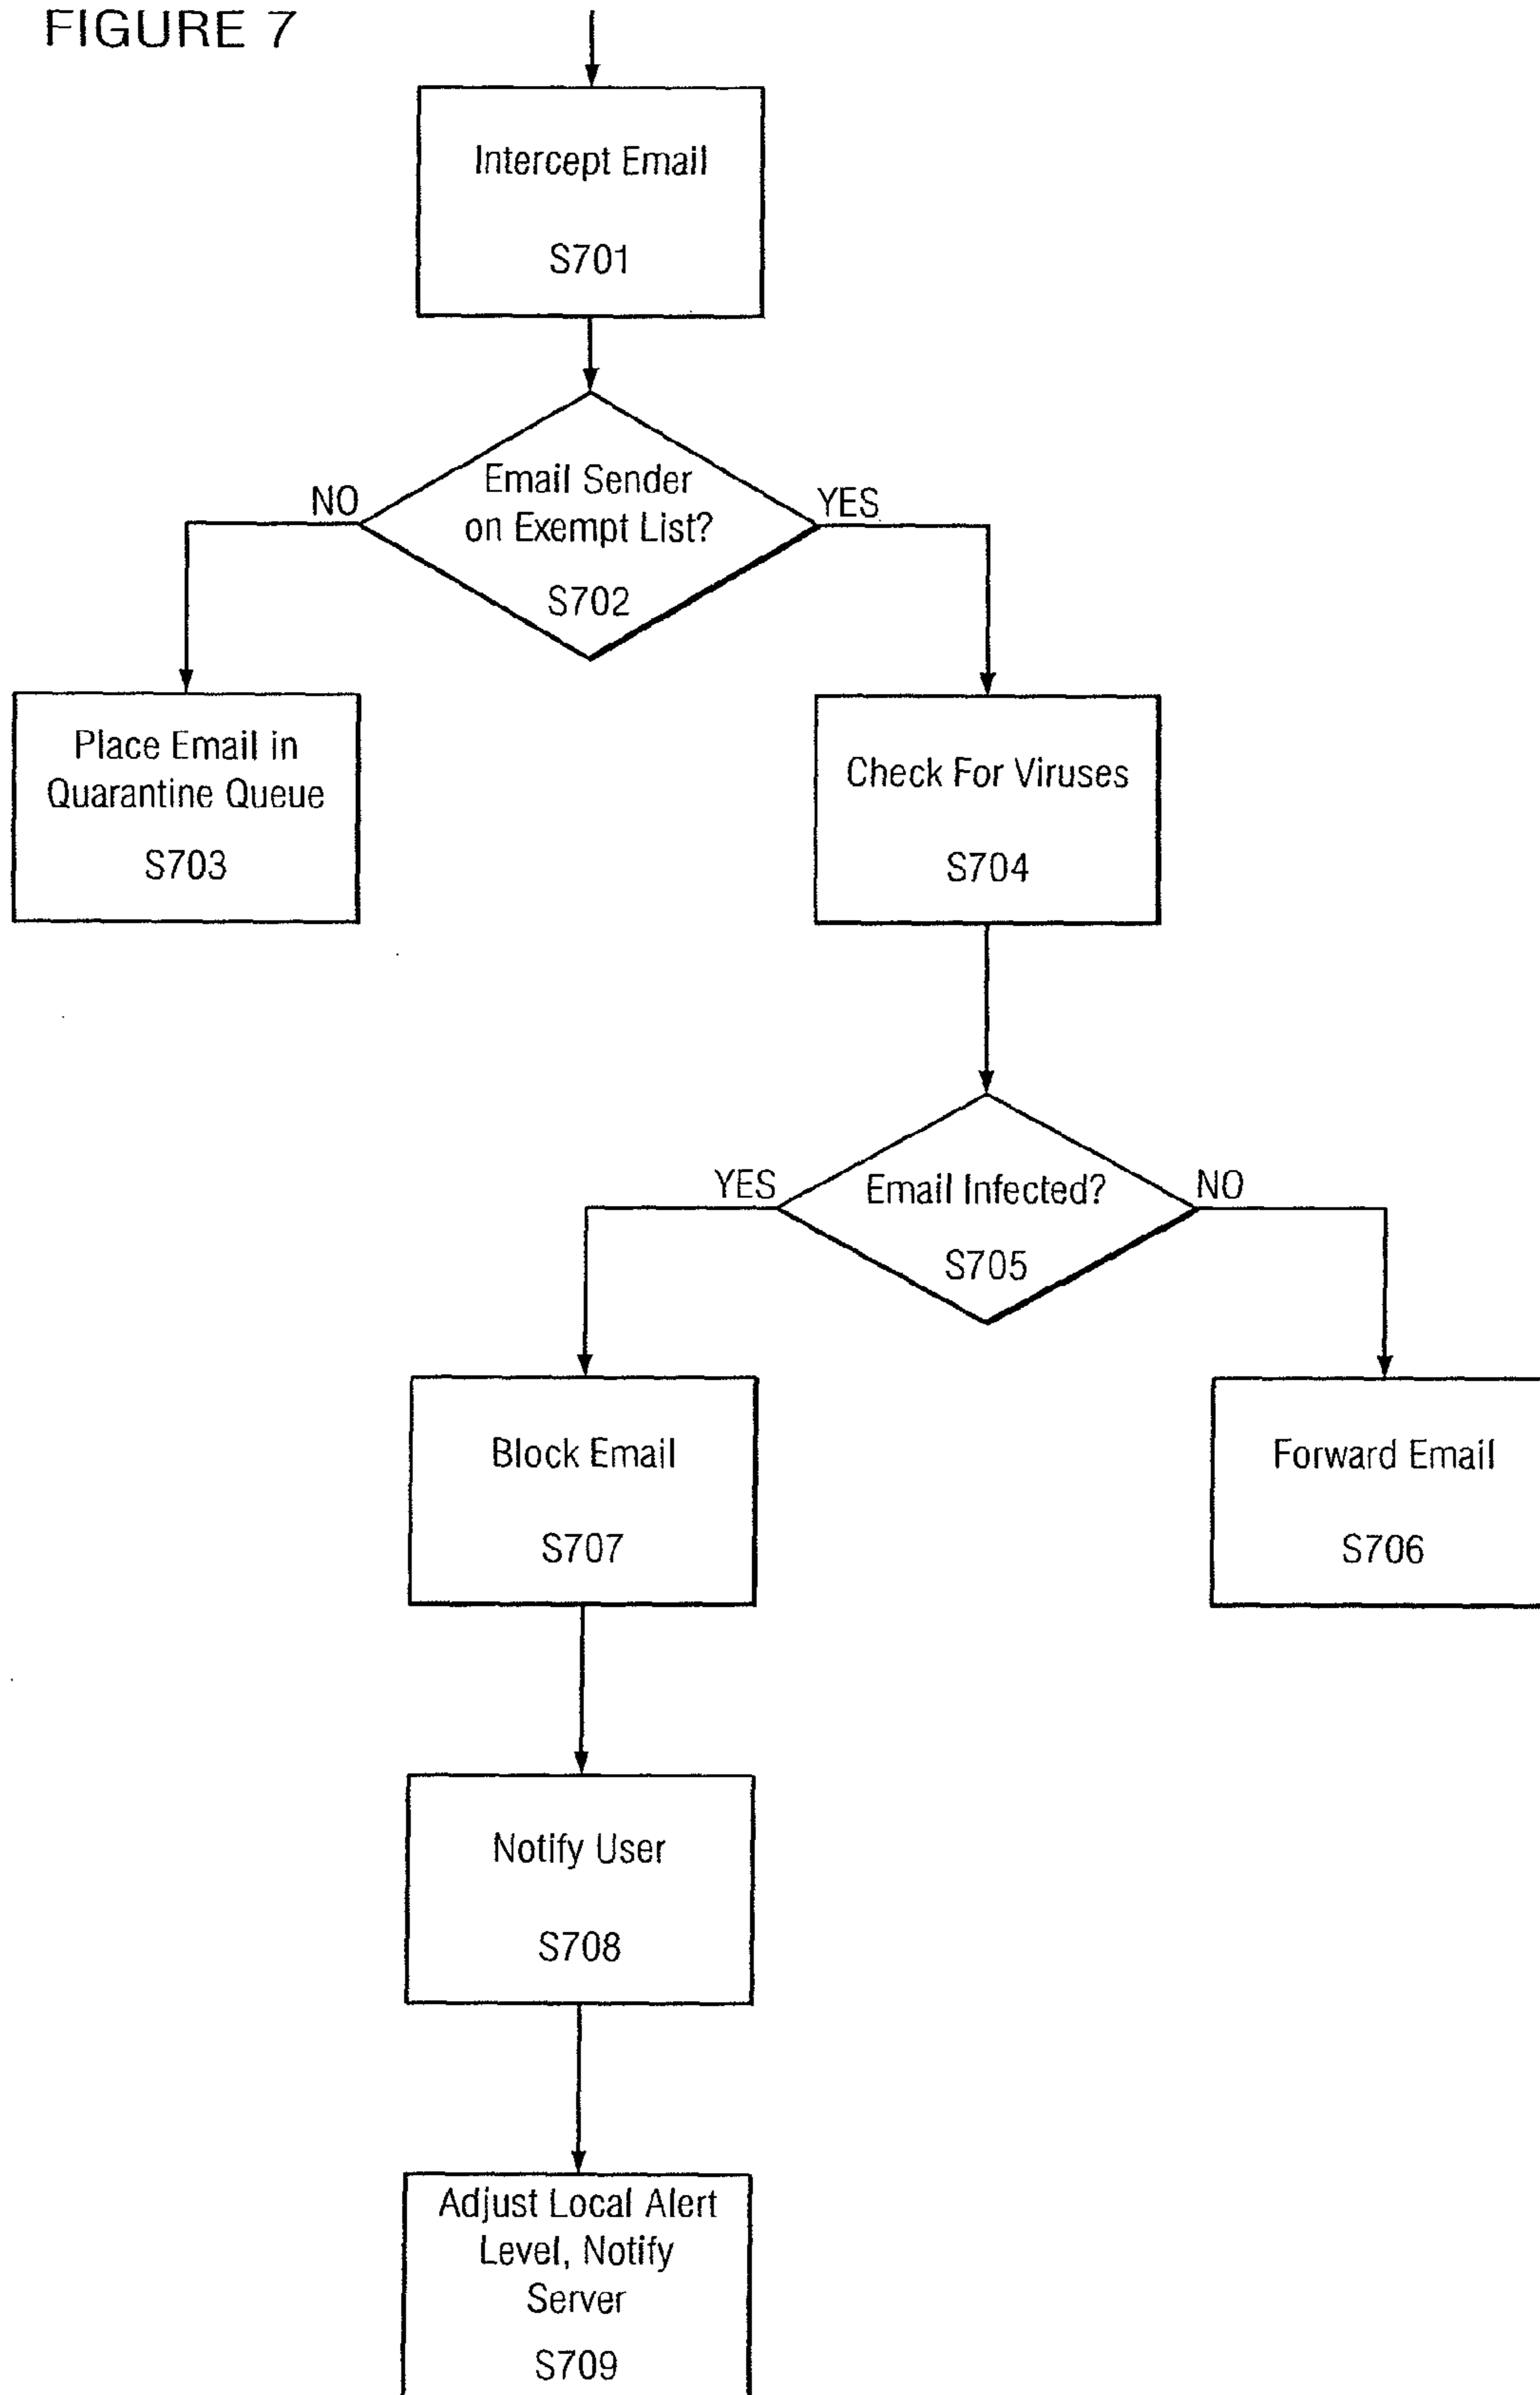 FIGURE 7
Intercept Email
S701
Email Sender
on Exempt List?
S702
NO
YES
Place Email in
Quarantine Queue
S703
Check For Viruses
S704
Email Infected?
S705
YES
NO
Block Email
S707
Forward Email
S706
Notify User
S708
Adjust Local Alert
Level, Notify
Server
S709